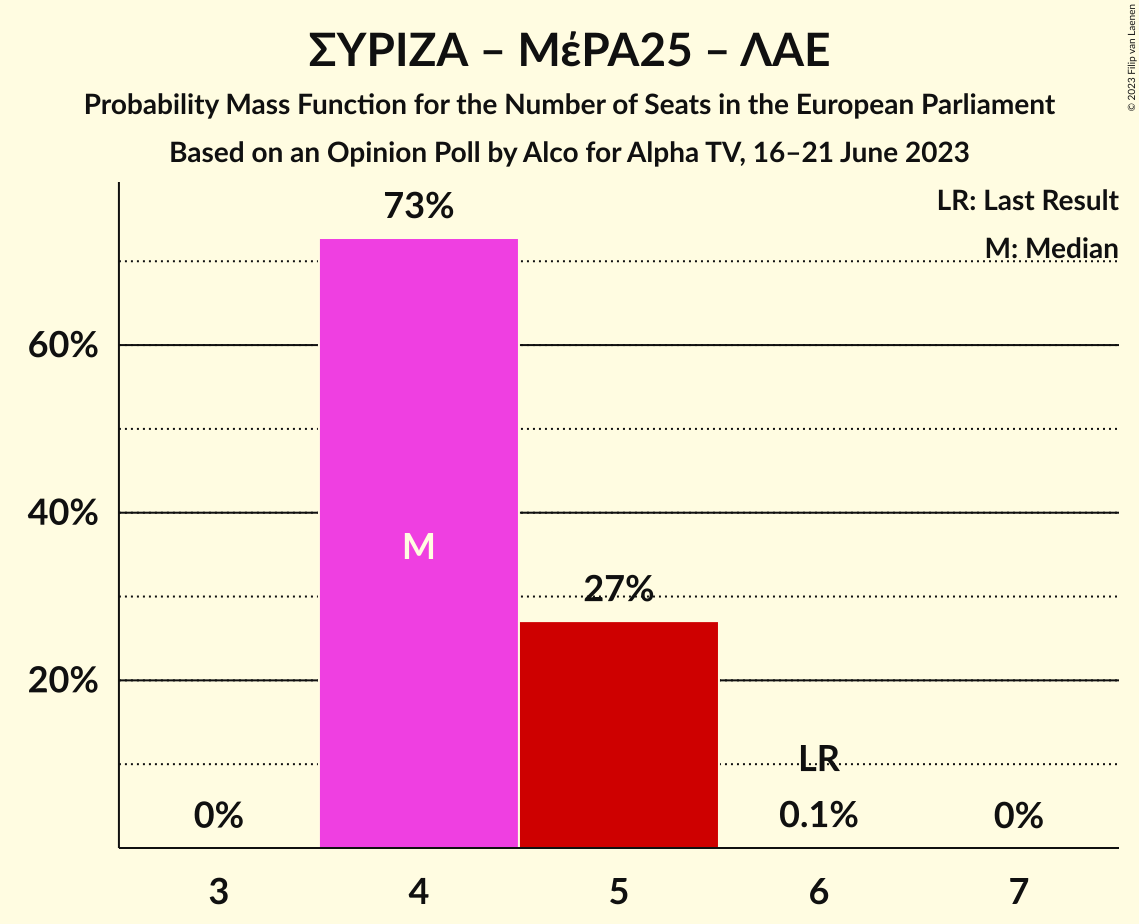 ΣΥΡΙΖΑ – ΜέΡΑ25 – ΛΑΕ
Probability Mass Function for the Number of Seats in the European Parliament
Based on an Opinion Poll by Alco for Alpha TV, 16–21 June 2023
© 2023 Filip van Laenen
LR: Last Result
M: Median
73%
60%
40%
M
27%
20%
LR
0%
0.1%
0%
3
4
5
6
7